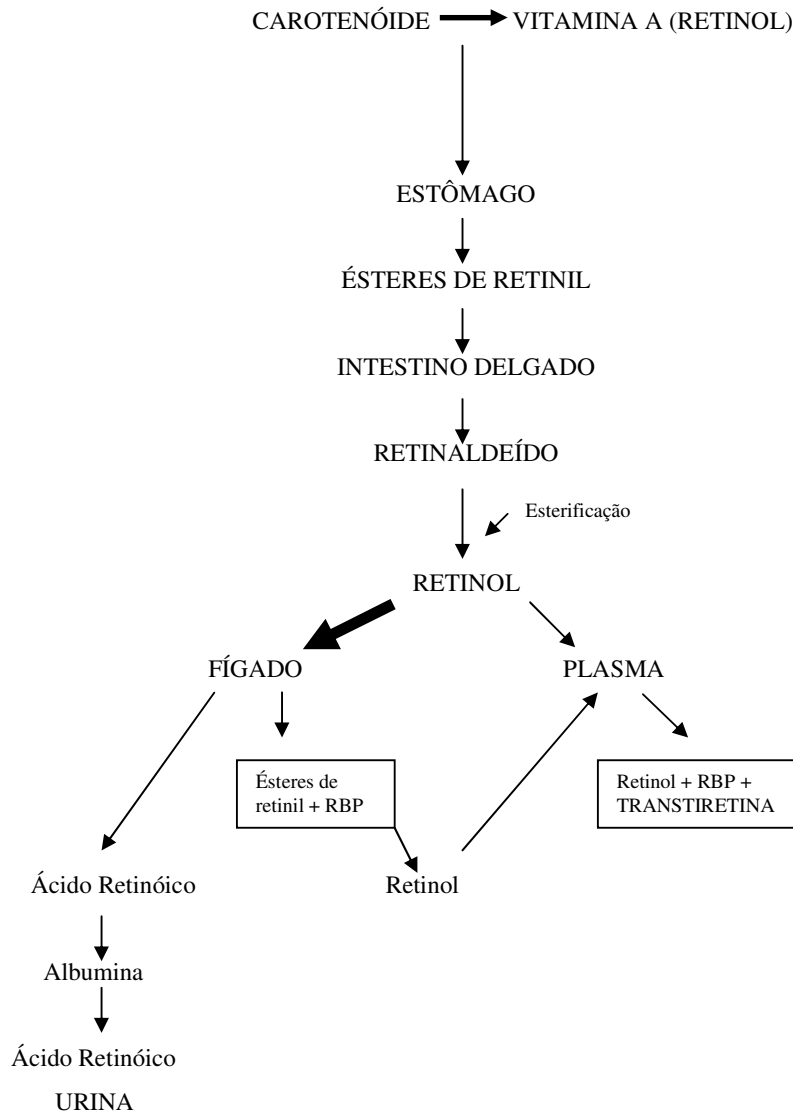 CAROTENÓIDE VITAMINA A (RETINOL)
ESTÔMAGO
ÉSTERES DE RETINIL
INTESTINO DELGADO
RETINALDEÍDO
Esterificação
RETINOL
FÍGADO PLASMA
Ésteres de
retinil + RBP
Retinol + RBP +
TRANSTIRETINA
Ácido Retinóico Retinol
Albumina
Ácido Retinóico
URINA